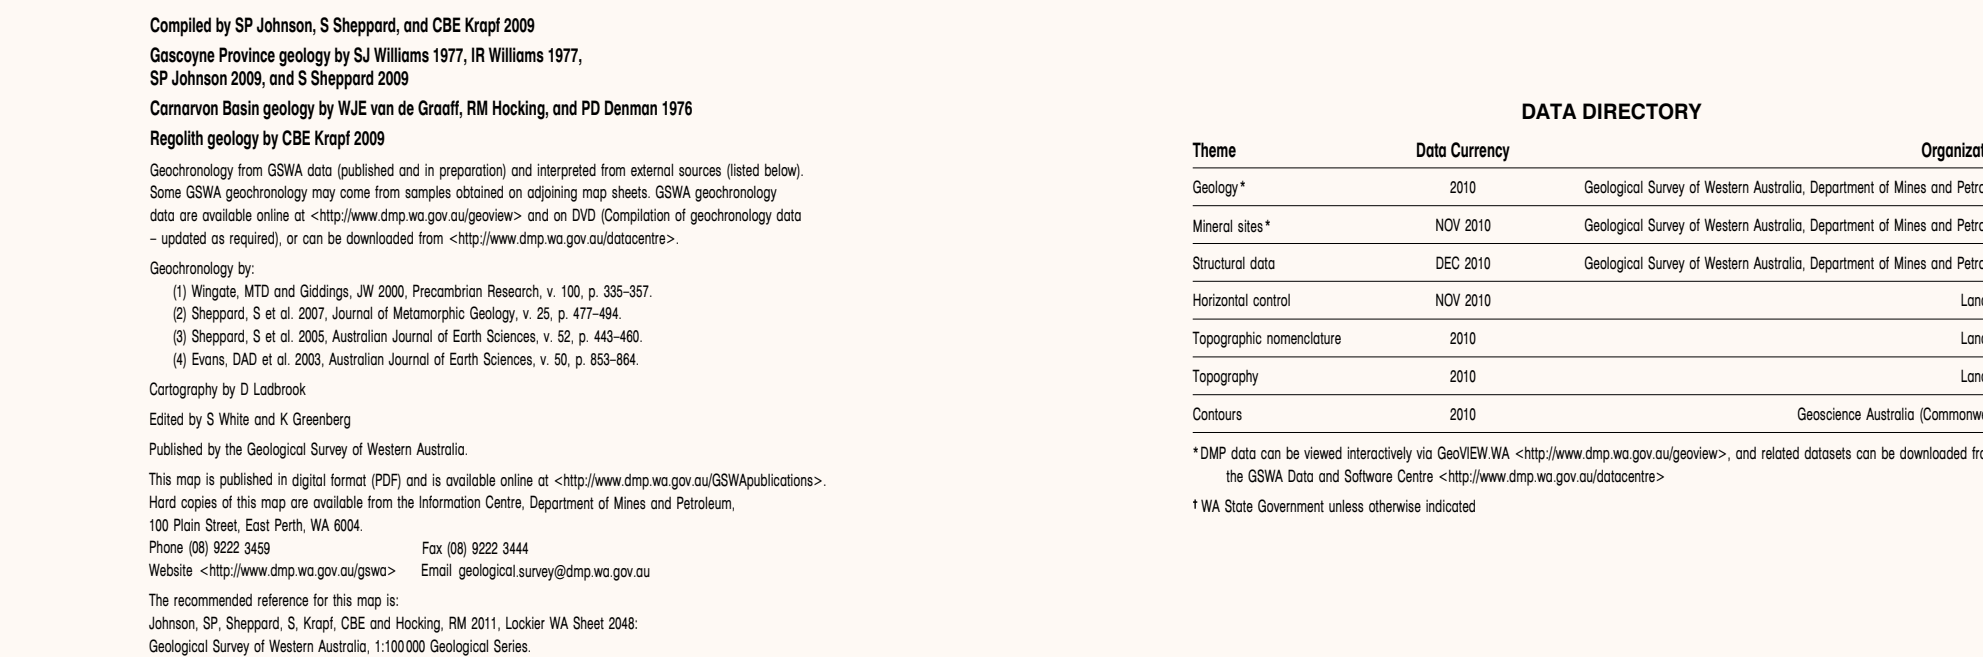 Compiled by SP Johnson, S Sheppard, and CBE Krapf 2009
Gascoyne Province geology by SJ Williams 1977, IR Williams 1977,
SP Johnson 2009, and S Sheppard 2009
Carnarvon Basin geology by WJE van de Graaff, RM Hocking, and PD Denman 1976
Regolith geology by CBE Krapf 2009
Geochronology from GSWA data (published and in preparation) and interpreted from external sources (listed below).
Some GSWA geochronology may come from samples obtained on adjoining map sheets. GSWA geochronology
data are available online at <http://www.dmp.wa.gov.au/geoview> and on DVD (Compilation of geochronology data
– updated as required), or can be downloaded from <http://www.dmp.wa.gov.au/datacentre>.
Geochronology by:
(1) Wingate, MTD and Giddings, JW 2000, Precambrian Research, v. 100, p. 335–357.
(2) Sheppard, S et al. 2007, Journal of Metamorphic Geology, v. 25, p. 477–494.
(3) Sheppard, S et al. 2005, Australian Journal of Earth Sciences, v. 52, p. 443–460.
(4) Evans, DAD et al. 2003, Australian Journal of Earth Sciences, v. 50, p. 853–864.
Cartography by D Ladbrook
Edited by S White and K Greenberg
Published by the Geological Survey of Western Australia.
This map is published in digital format (PDF) and is available online at <http://www.dmp.wa.gov.au/GSWApublications>.
Hard copies of this map are available from the Information Centre, Department of Mines and Petroleum,
100 Plain Street, East Perth, WA 6004.
Phone (08) 9222 3459 Fax (08) 9222 3444
Website <http://www.dmp.wa.gov.au/gswa> Email geological.survey@dmp.wa.gov.au
The recommended reference for this map is:
Johnson, SP, Sheppard, S, Krapf, CBE and Hocking, RM 2011, Lockier WA Sheet 2048:
Geological Survey of Western Australia, 1:100 000 Geological Series.
DATA DIRECTORY
Theme Data Currency Organizat
Geology* 2010 Geological Survey of Western Australia, Department of Mines and Petro
Mineral sites* NOV 2010 Geological Survey of Western Australia, Department of Mines and Petro
Structural data DEC 2010 Geological Survey of Western Australia, Department of Mines and Petro
Horizontal control NOV 2010 Land
Topographic nomenclature 2010 Land
Topography 2010 Land
Contours 2010 Geoscience Australia (Commonwe
*DMP data can be viewed interactively via GeoVIEW.WA <http://www.dmp.wa.gov.au/geoview>, and related datasets can be downloaded fro
the GSWA Data and Software Centre <http://www.dmp.wa.gov.au/datacentre>
† WA State Government unless otherwise indicated